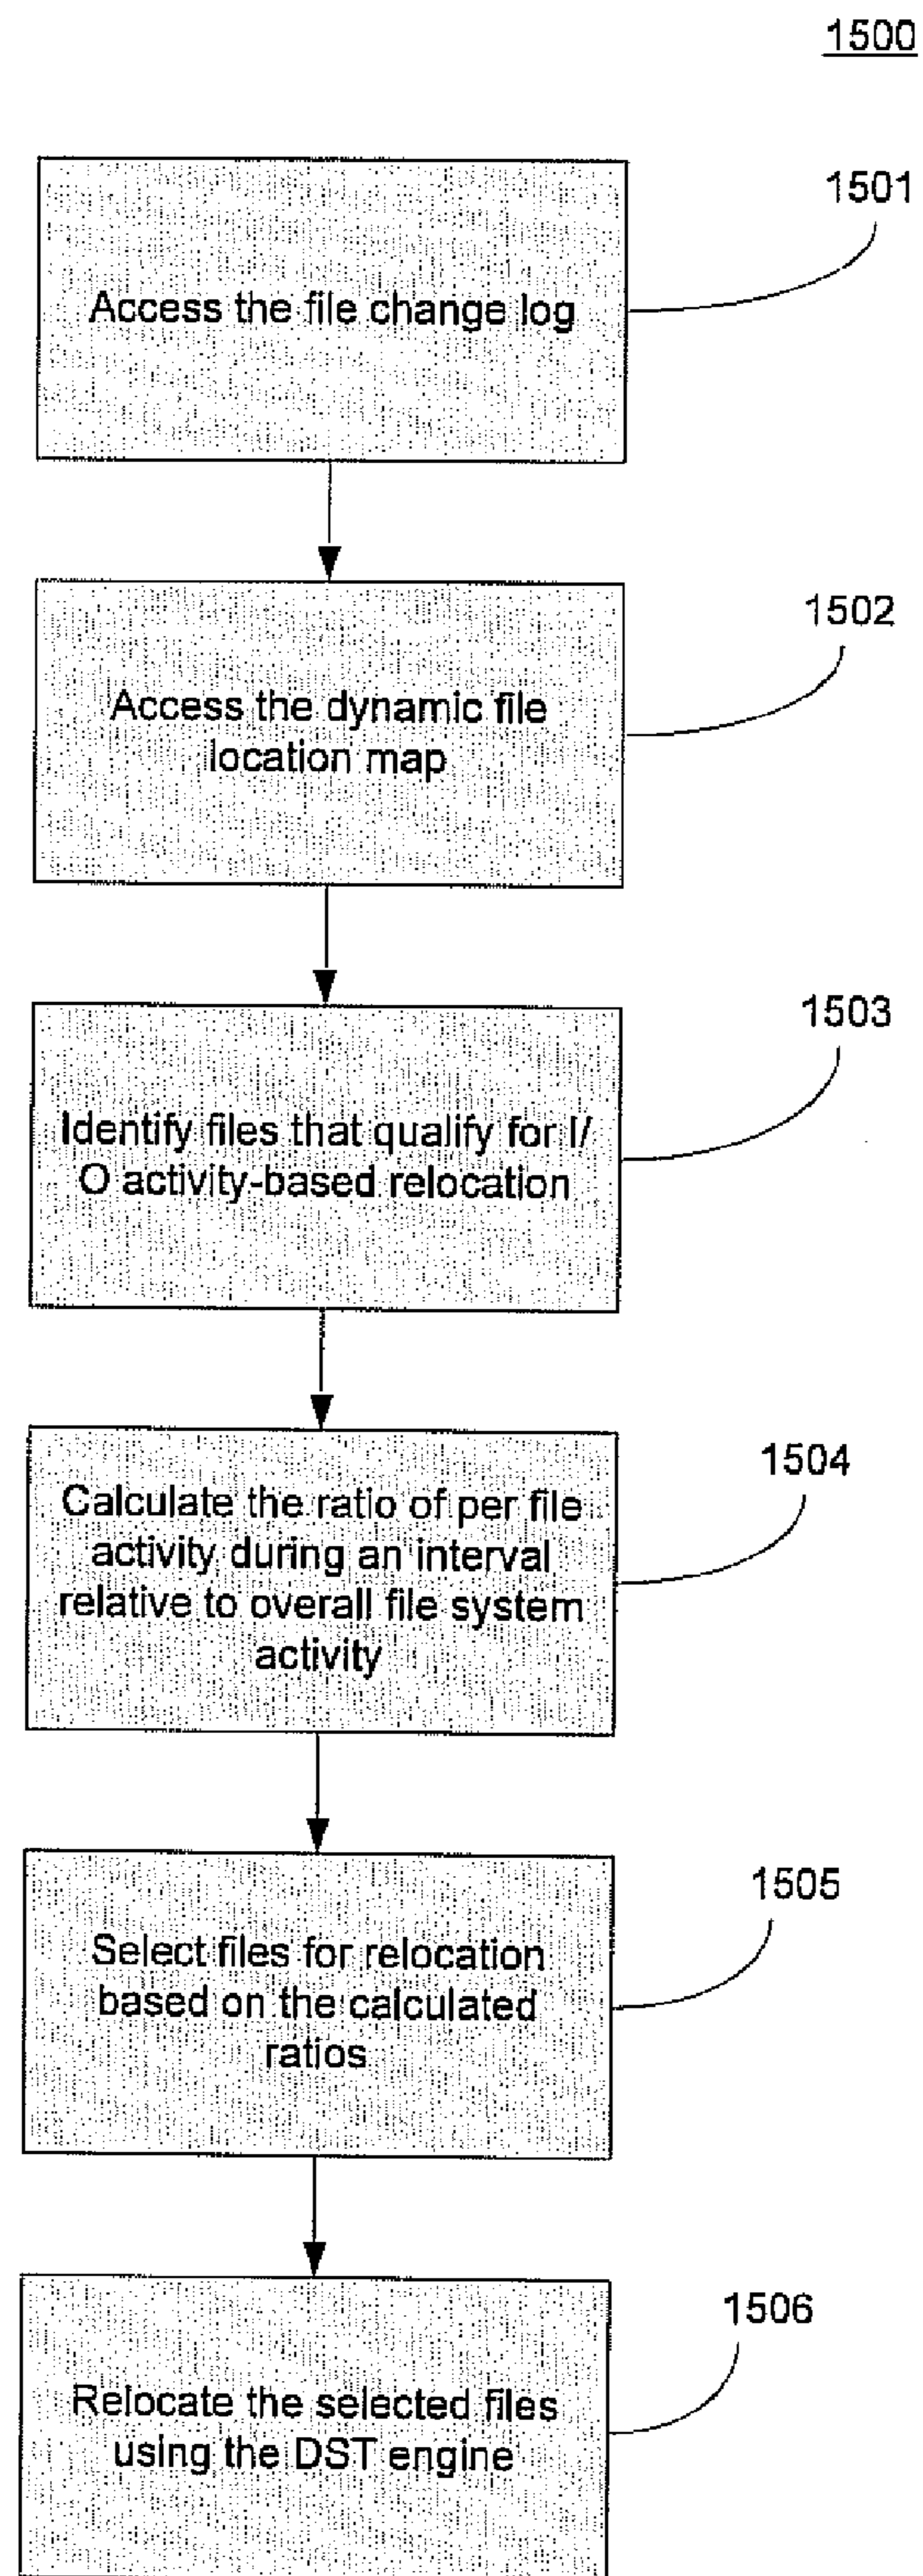 1500
1501
Access the file change log
1502
Access the dynamic file
location map
1503
Identify files that qualify for I/
O activity-based relocation
1504
Calculate the ratio of per file
activity during an interval
relative to overall file system
activity
1505
Select files for relocation
based on the calculated
ratios
1506
Relocate the selected files
using the DST engine